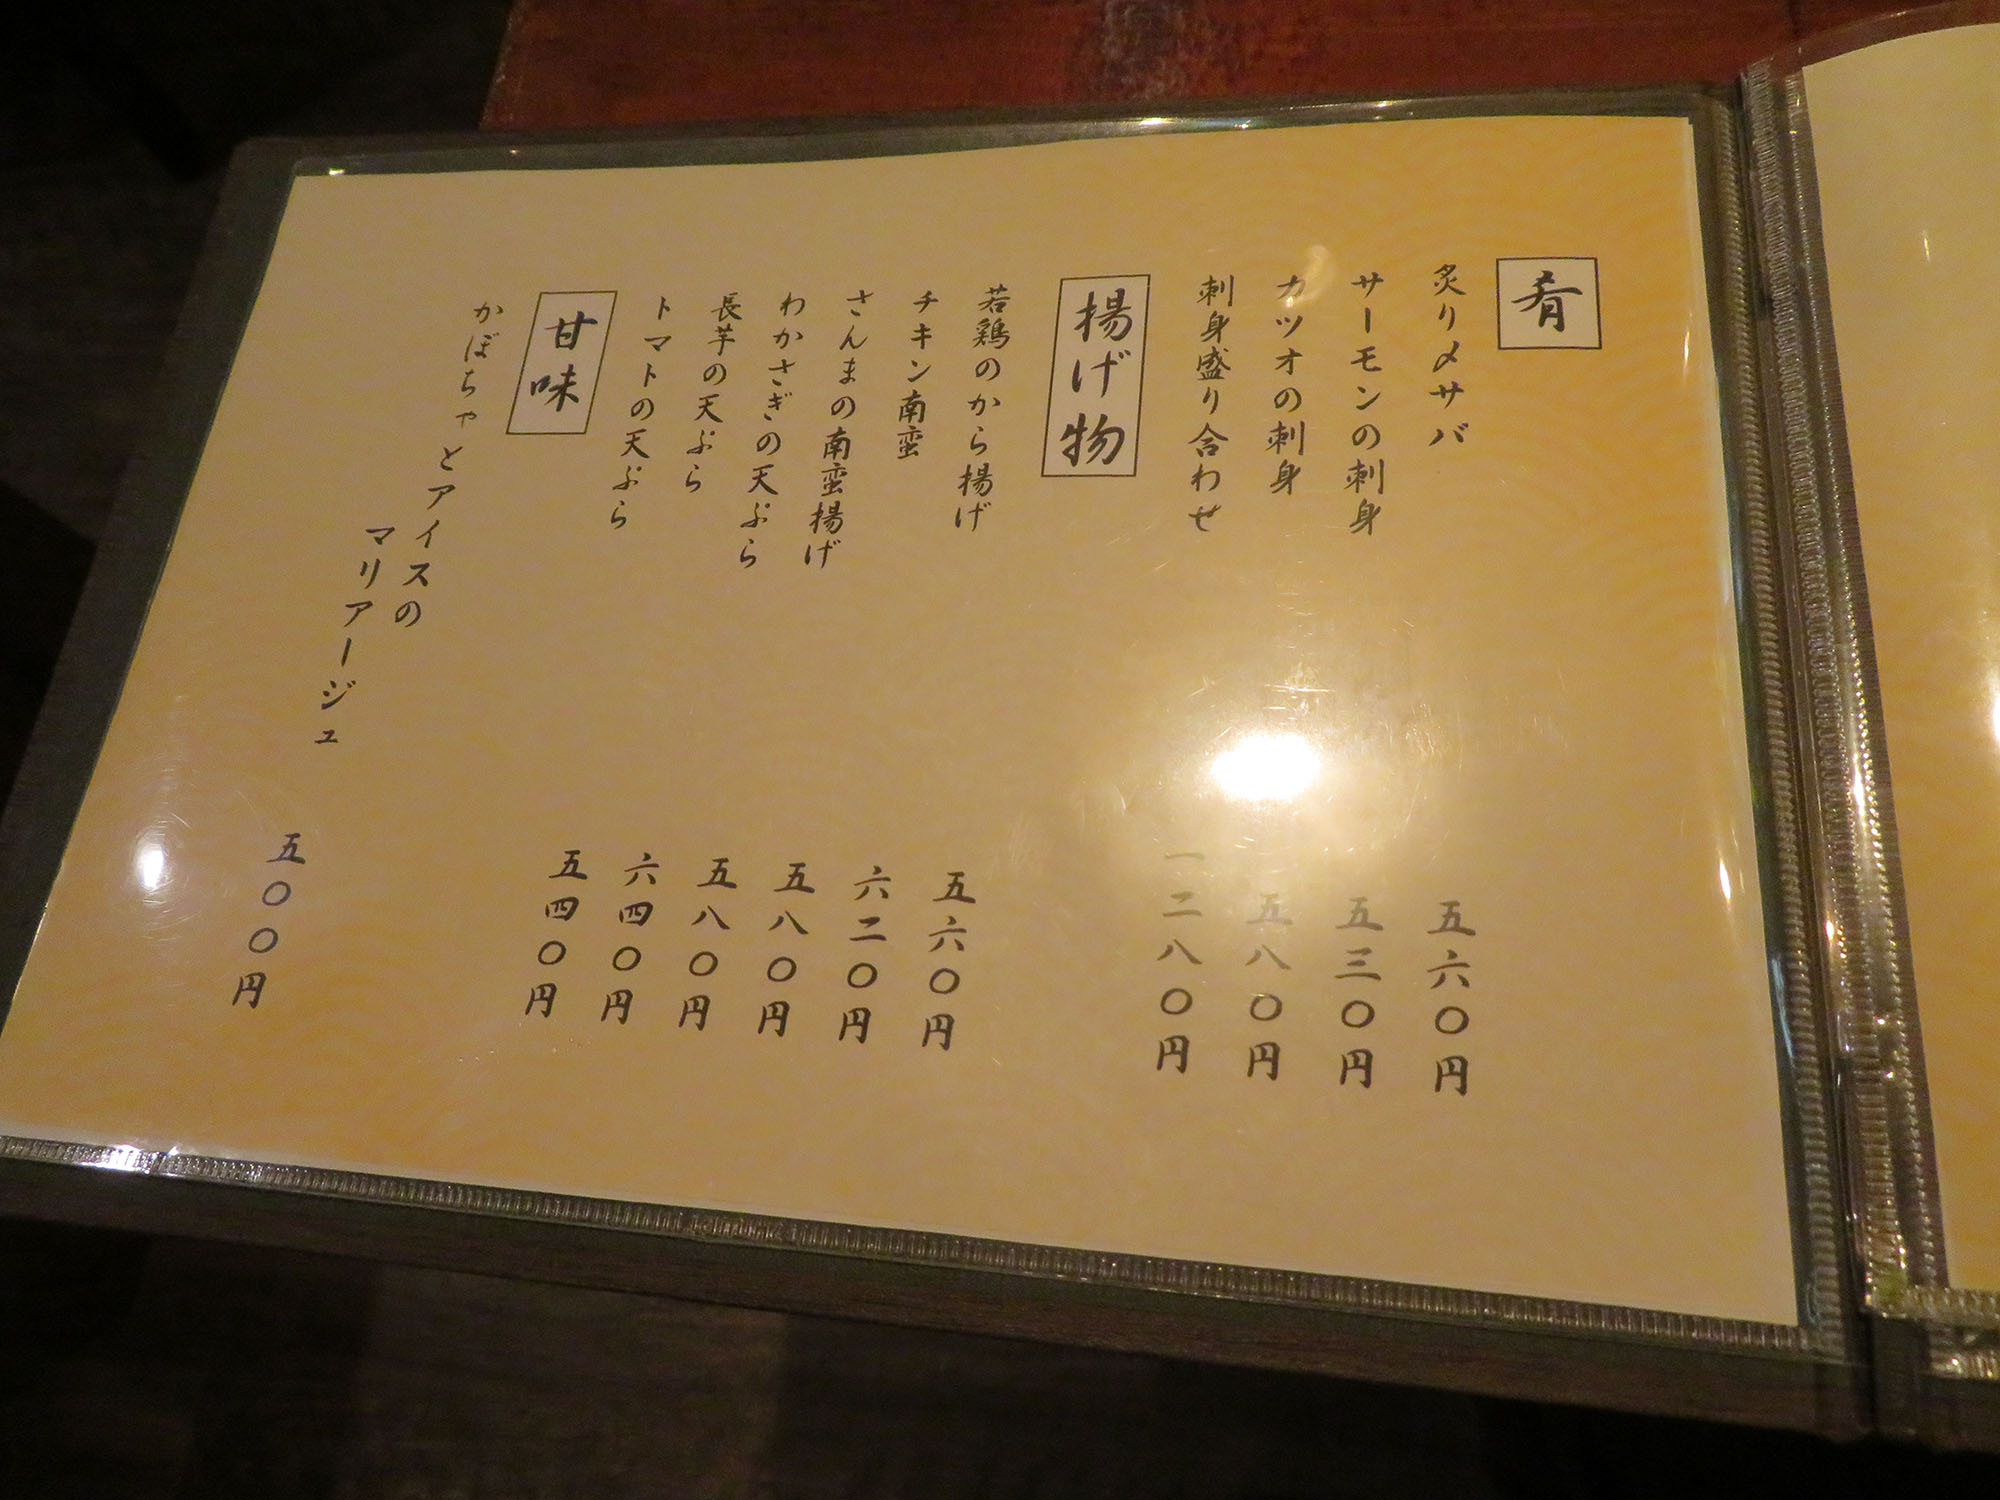 肴
炙り〆サバ
五六〇円
サーモンの刺身
五三〇円
カツオの刺身
五八〇円
刺身盛り合わせ
一二八〇円
揚げ物
若鶏のから揚げ
五六〇円
チキン南蛮
六二〇円
さんまの南蛮揚げ
五八〇円
わかさぎの天ぷら
五八〇円
長芋の天ぷら
六四〇円
トマトの天ぷら
五四〇円
甘味
かぼちゃとアイスの
マリアージュ
五〇〇円